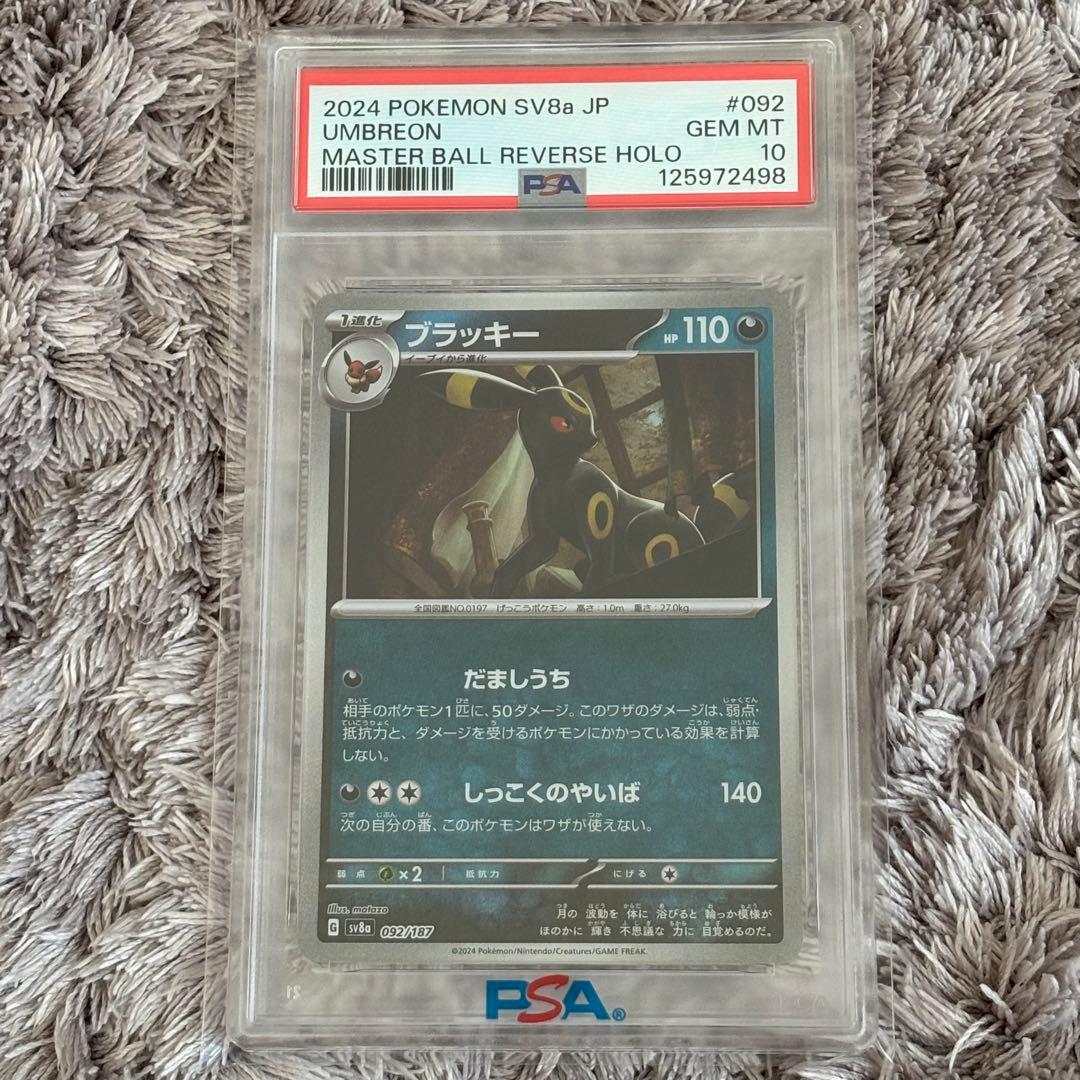 2024 POKEMON SV8a JP #092
UMBREON GEM MT
MASTER BALL REVERSE HOLO 10
PSA 125972498
1進化 ブラッキー HP 110
イーブイから進化
全国図鑑NO.0197 げっこうポケモン 高さ:1.0m 重さ:27.0kg
だましうち
相手のポケモン1匹に、50ダメージ。このワザのダメージは、弱点・
抵抗力と、ダメージを受けるポケモンにかかっている効果を計算
しない。
しっこくのやいば 140
次の自分の番、このポケモンはワザが使えない。
弱点 ×2 抵抗力 にげる
Illus. matazo
月の 波動を 体に 浴びると 輪っか模様が
G sv8a 092/187 ほのかに 輝き 不思議な 力に 目覚めるのだ。
©2024 Pokémon/Nintendo/Creatures/GAME FREAK.
PSA®